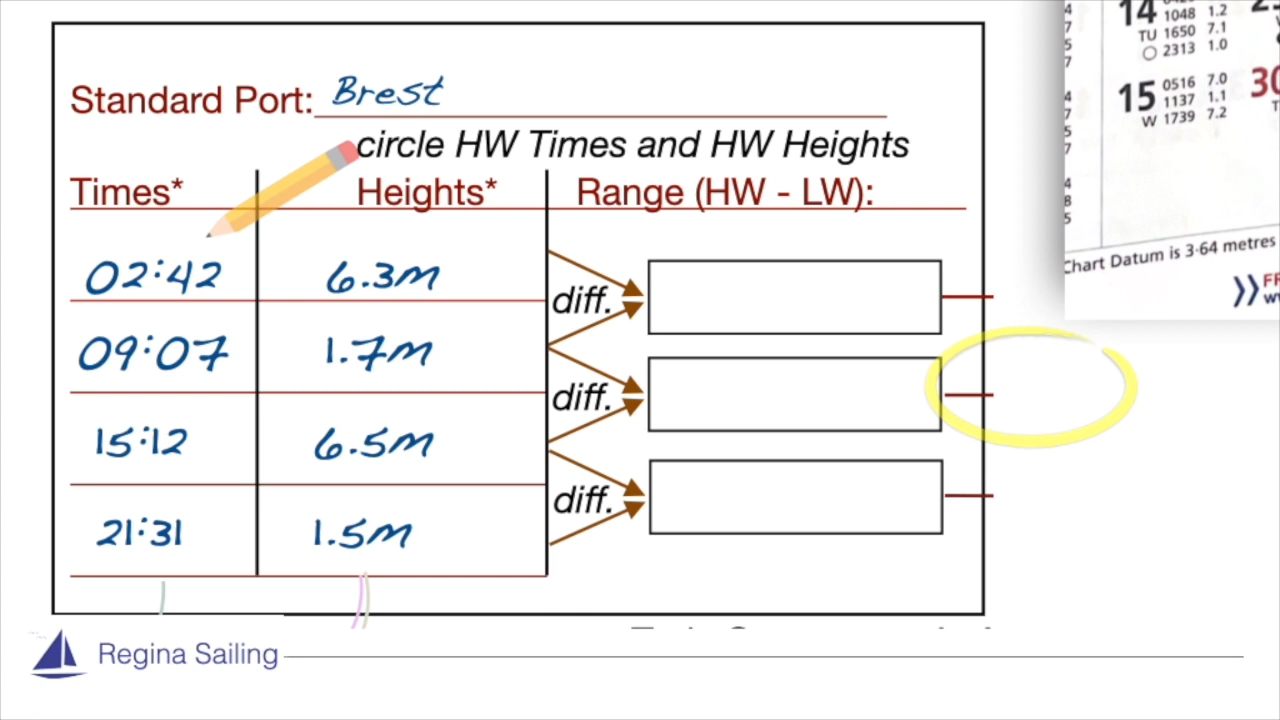 Standard Port: Brest
circle HW Times and HW Heights
Times* Heights* Range (HW - LW):
02:42 6.3m
diff.
09:07 1.7m
diff.
15:12 6.5m
diff.
21:31 1.5m
14 1048 1.2
TU 1650 7.1
2313 1.0
15 0516 7.0 30
1137 1.1
W 1739 7.2
Chart Datum is 3·64 metres
Regina Sailing